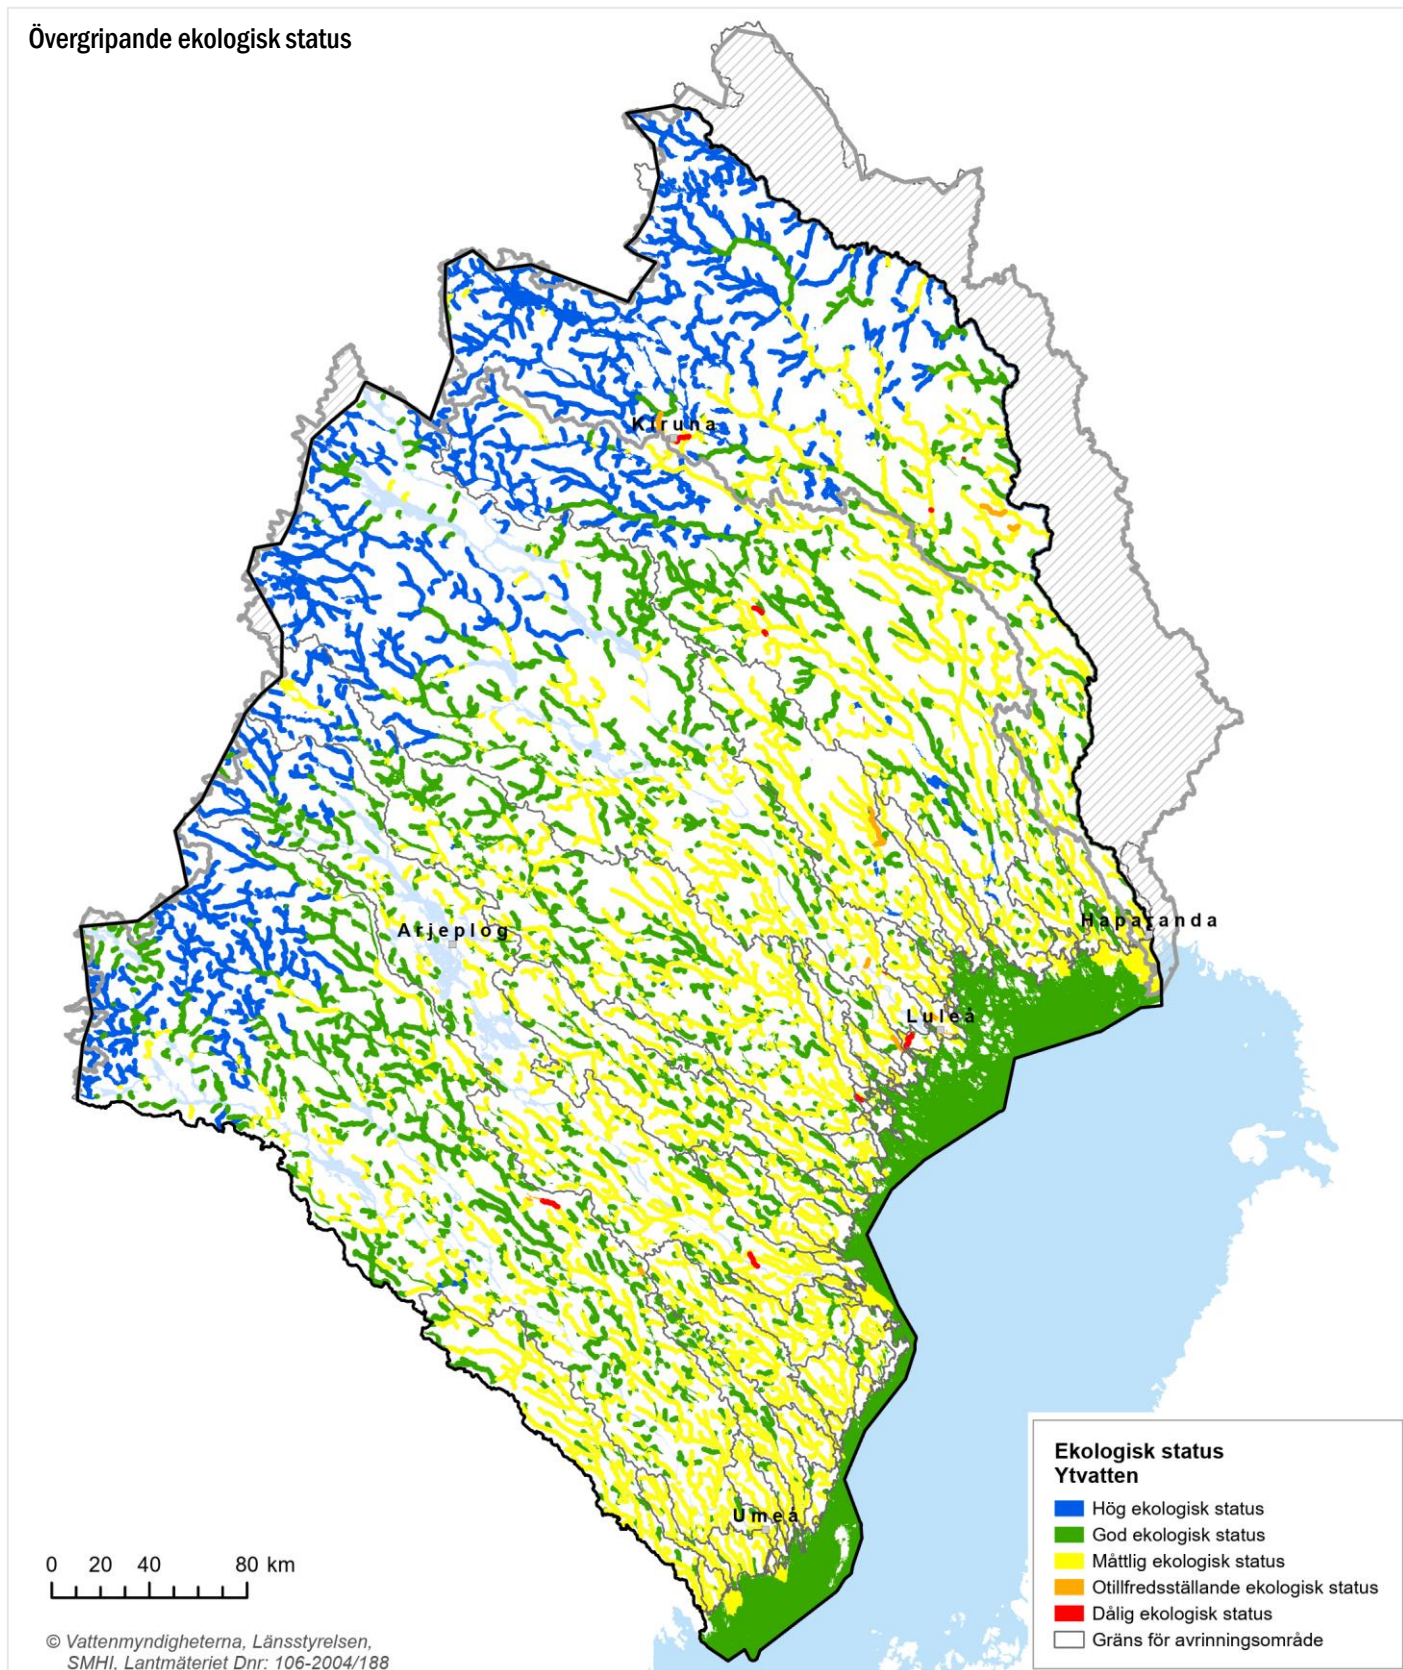 Övergripande ekologisk status
Kiruna
Arjeplog
Haparanda
Luleå
Umeå
0 20 40 80 km
© Vattenmyndigheterna, Länsstyrelsen,
SMHI, Lantmäteriet Dnr: 106-2004/188
Ekologisk status
Ytvatten
Hög ekologisk status
God ekologisk status
Måttlig ekologisk status
Otillfredsställande ekologisk status
Dålig ekologisk status
Gräns för avrinningsområde